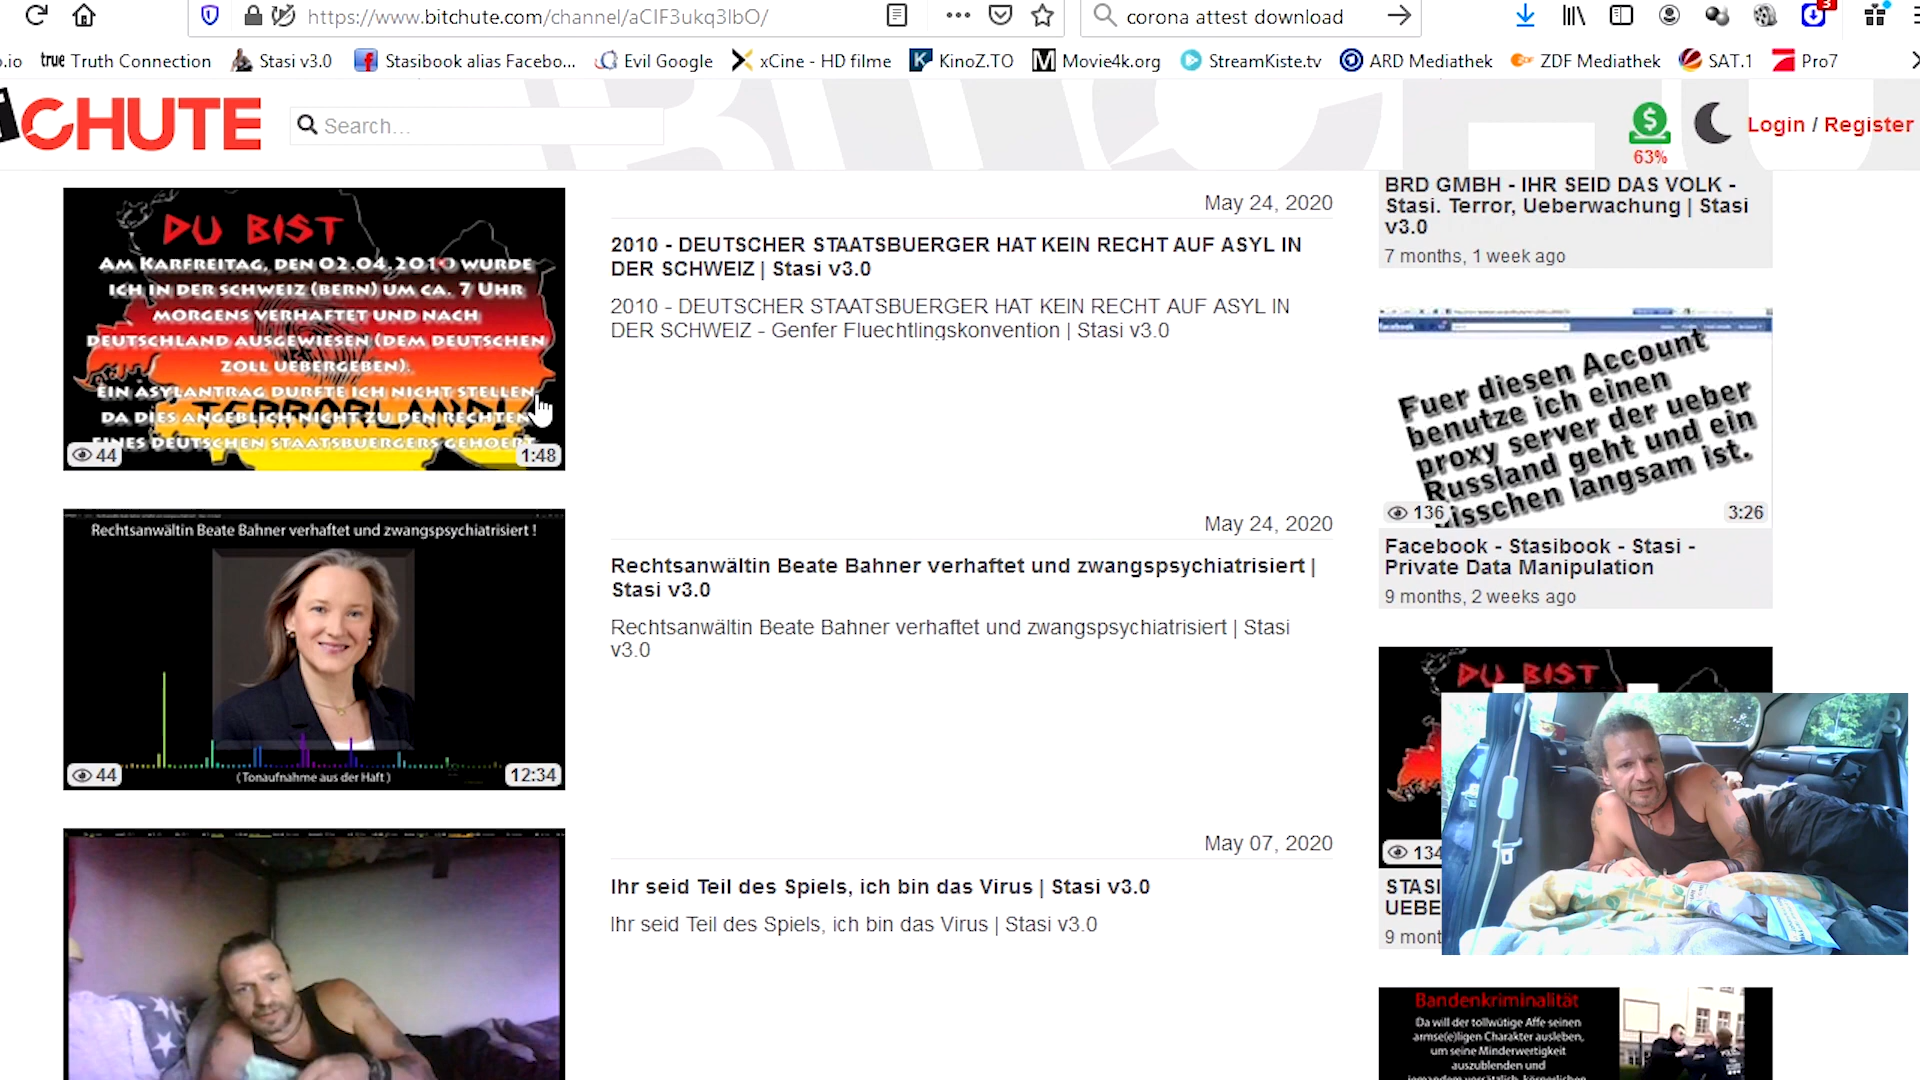 https://www.bitchute.com/channel/aCIF3ukq3lbO/
corona attest download
3
o.io
true Truth Connection
Stasi v3.0
Stasibook alias Facebo...
Evil Google
xCine - HD filme
KinoZ.TO
Movie4k.org
StreamKiste.tv
ARD Mediathek
ZDF Mediathek
SAT.1
Pro7
CHUTE
Search...
63%
Login / Register
DU BIST
AM KARFREITAG, DEN 02.04.2010 WURDE
ICH IN DER SCHWEIZ (BERN) UM CA. 7 UHR
MORGENS VERHAFTET UND NACH
DEUTSCHLAND AUSGEWIESEN (DEM DEUTSCHEN
ZOLL UEBERGEBEN).
EIN ASYLANTRAG DURFTE ICH NICHT STELLEN
DA DIES ANGEBLICH NICHT ZU DEN RECHTEN
EINES DEUTSCHEN STAATSBUERGERS GEHOERT
44
1:48
May 24, 2020
2010 - DEUTSCHER STAATSBUERGER HAT KEIN RECHT AUF ASYL IN
DER SCHWEIZ | Stasi v3.0
2010 - DEUTSCHER STAATSBUERGER HAT KEIN RECHT AUF ASYL IN
DER SCHWEIZ - Genfer Fluechtlingskonvention | Stasi v3.0
Rechtsanwältin Beate Bahner verhaftet und zwangspsychiatrisiert !
(Tonaufnahme aus der Haft)
44
12:34
May 24, 2020
Rechtsanwältin Beate Bahner verhaftet und zwangspsychiatrisiert |
Stasi v3.0
Rechtsanwältin Beate Bahner verhaftet und zwangspsychiatrisiert | Stasi
v3.0
May 07, 2020
Ihr seid Teil des Spiels, ich bin das Virus | Stasi v3.0
Ihr seid Teil des Spiels, ich bin das Virus | Stasi v3.0
BRD GMBH - IHR SEID DAS VOLK -
Stasi. Terror, Ueberwachung | Stasi
v3.0
7 months, 1 week ago
facebook
Fuer diesen Account
benutze ich einen
proxy server der ueber
Russland geht und ein
bisschen langsam ist.
136
3:26
Facebook - Stasibook - Stasi -
Private Data Manipulation
9 months, 2 weeks ago
DU BIST
134
STASI
UEBE
9 mont
Bandenkriminalität
Da will der tollwütige Affe seinen
armse(e)ligen Charakter ausleben,
um seine Minderwertigkeit
auszublenden und
jemandem vorsätzlich, körperlichen